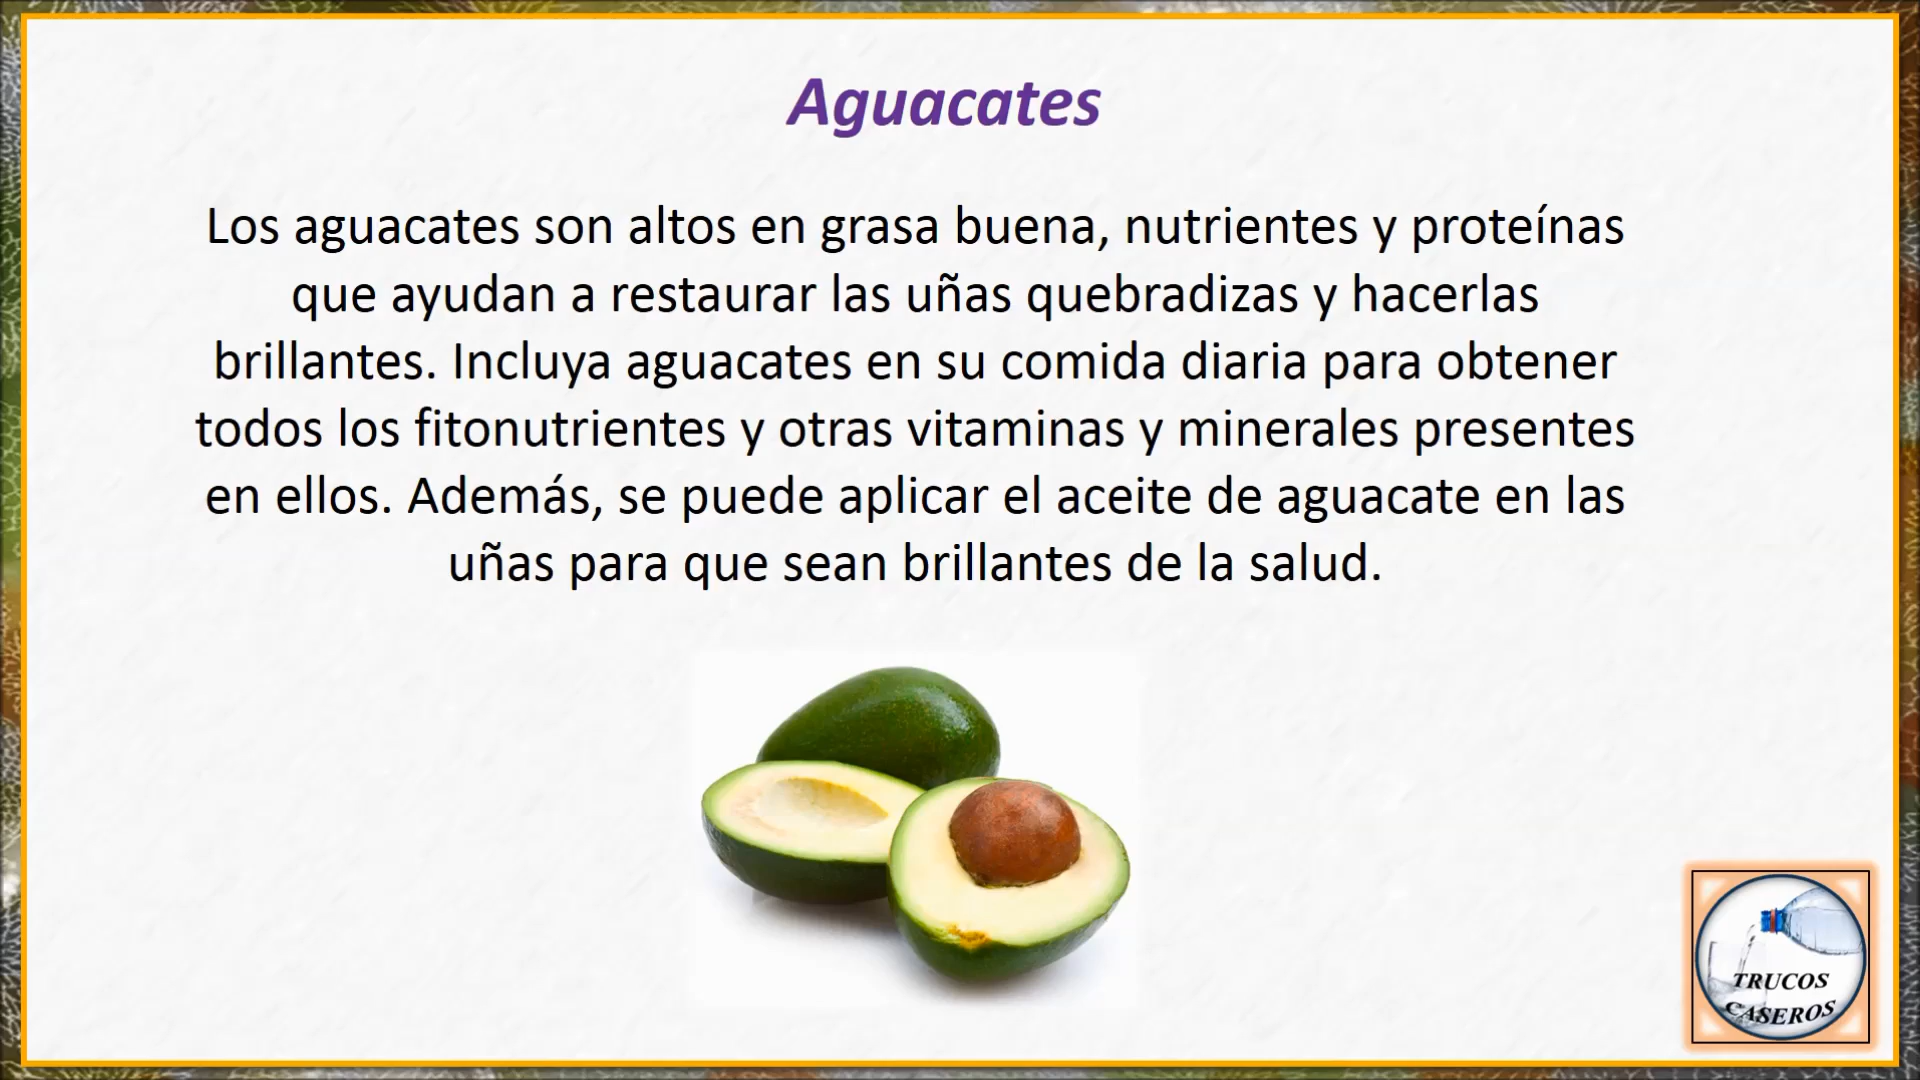 Aguacates
Los aguacates son altos en grasa buena, nutrientes y proteínas
que ayudan a restaurar las uñas quebradizas y hacerlas
brillantes. Incluya aguacates en su comida diaria para obtener
todos los fitonutrientes y otras vitaminas y minerales presentes
en ellos. Además, se puede aplicar el aceite de aguacate en las
uñas para que sean brillantes de la salud.
TRUCOS
CASEROS